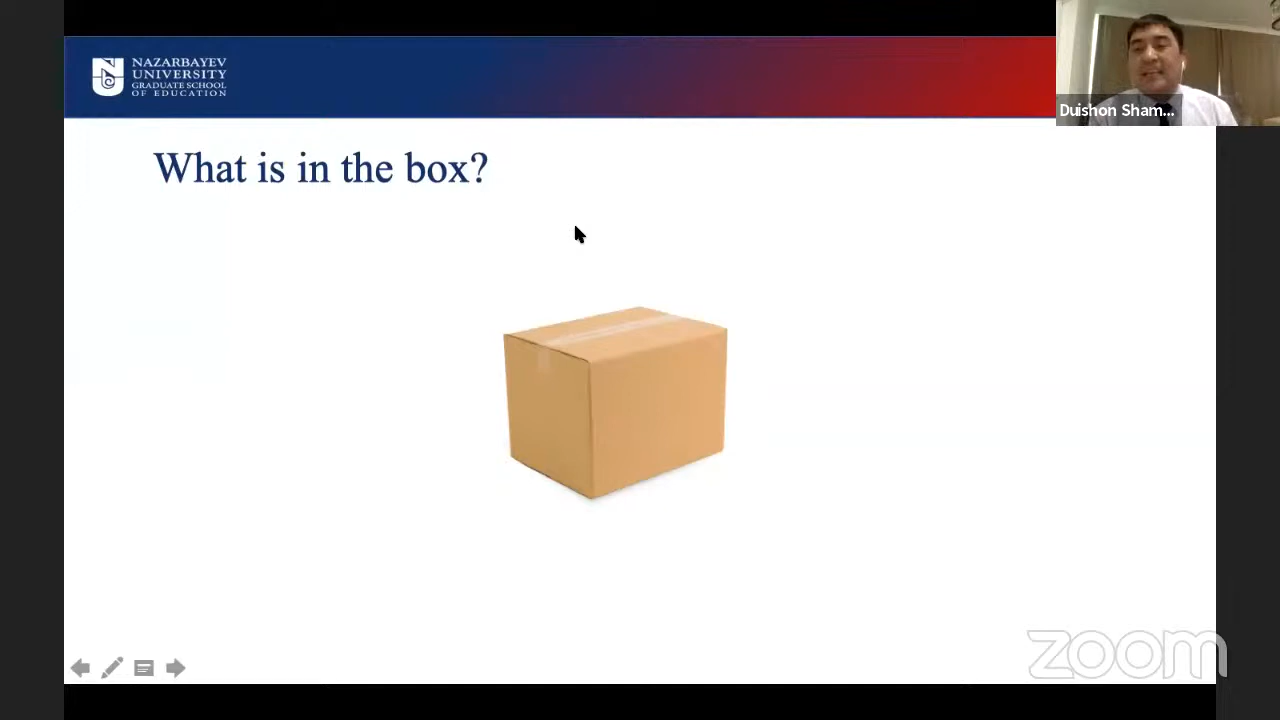 NAZARBAYEV
UNIVERSITY
GRADUATE SCHOOL
OF EDUCATION
Duishon Sham...
What is in the box?
zoom